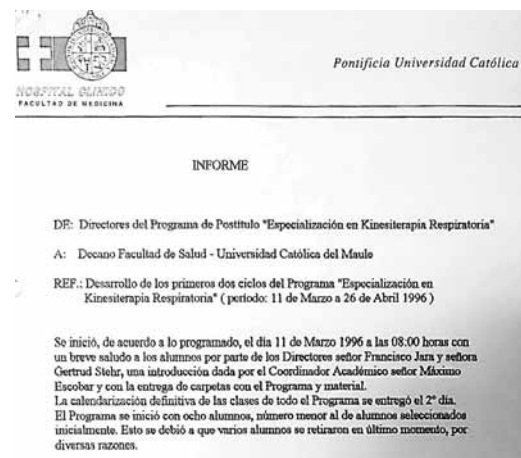 HOSPITAL CLINICO
FACULTAD DE MEDICINA
Pontificia Universidad Católica
INFORME
DE: Directores del Programa de Postítulo "Especialización en Kinesiterapia Respiratoria"
A: Decano Facultad de Salud - Universidad Católica del Maule
REF.: Desarrollo de los primeros dos ciclos del Programa "Especialización en
Kinesiterapia Respiratoria" ( período: 11 de Marzo a 26 de Abril 1996 )
Se inició, de acuerdo a lo programado, el día 11 de Marzo 1996 a las 08:00 horas con
un breve saludo a los alumnos por parte de los Directores señor Francisco Jara y señora
Gertrud Stehr, una introducción dada por el Coordinador Académico señor Máximo
Escobar y con la entrega de carpetas con el Programa y material.
La calendarización definitiva de las clases de todo el Programa se entregó el 2° día.
El Programa se inició con ocho alumnos, número menor al de alumnos seleccionados
inicialmente. Esto se debió a que varios alumnos se retiraron en último momento, por
diversas razones.